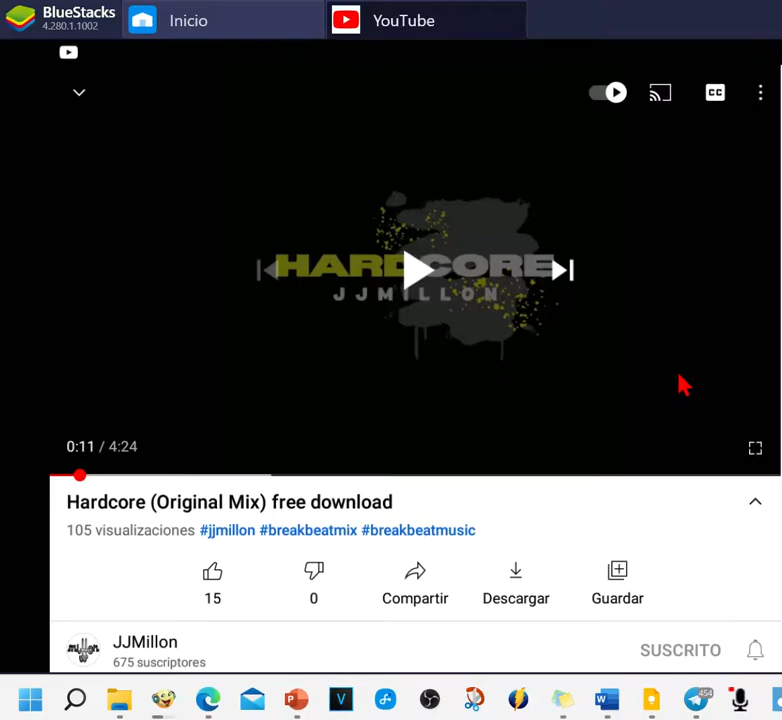 BlueStacks
4.280.1.1002
Inicio
YouTube
CC
HARDCORE
JJMILLON
0:11 / 4:24
Hardcore (Original Mix) free download
105 visualizaciones #jjmillon #breakbeatmix #breakbeatmusic
15
0
Compartir
Descargar
Guardar
JJMillon
675 suscriptores
SUSCRITO
P
V
W
454